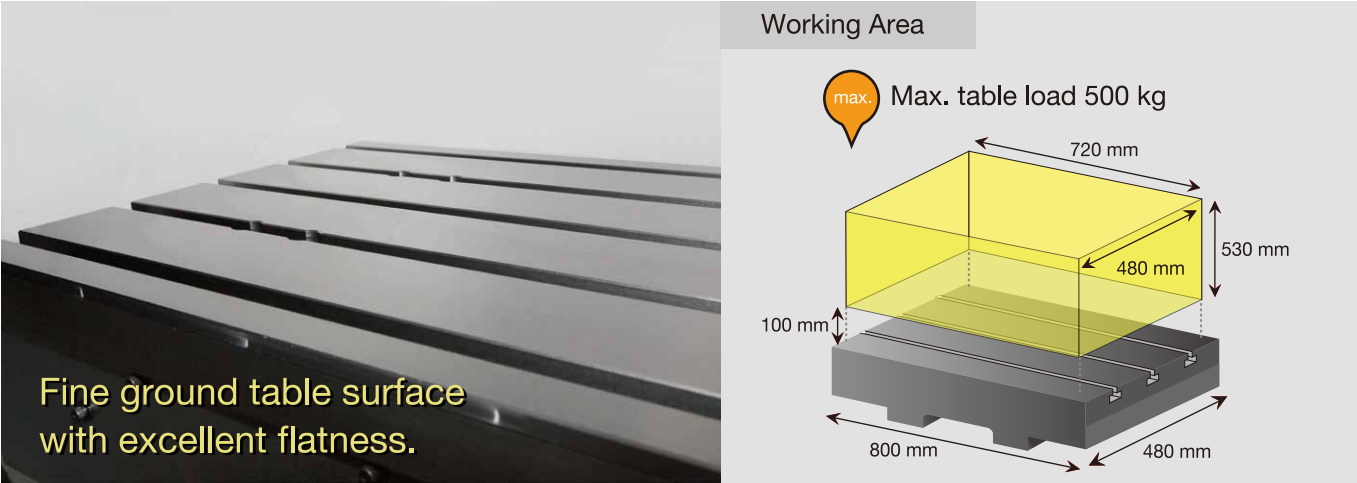 Fine ground table surface
with excellent flatness.
Working Area
max.
Max. table load 500 kg
720 mm
530 mm
480 mm
100 mm
800 mm
480 mm